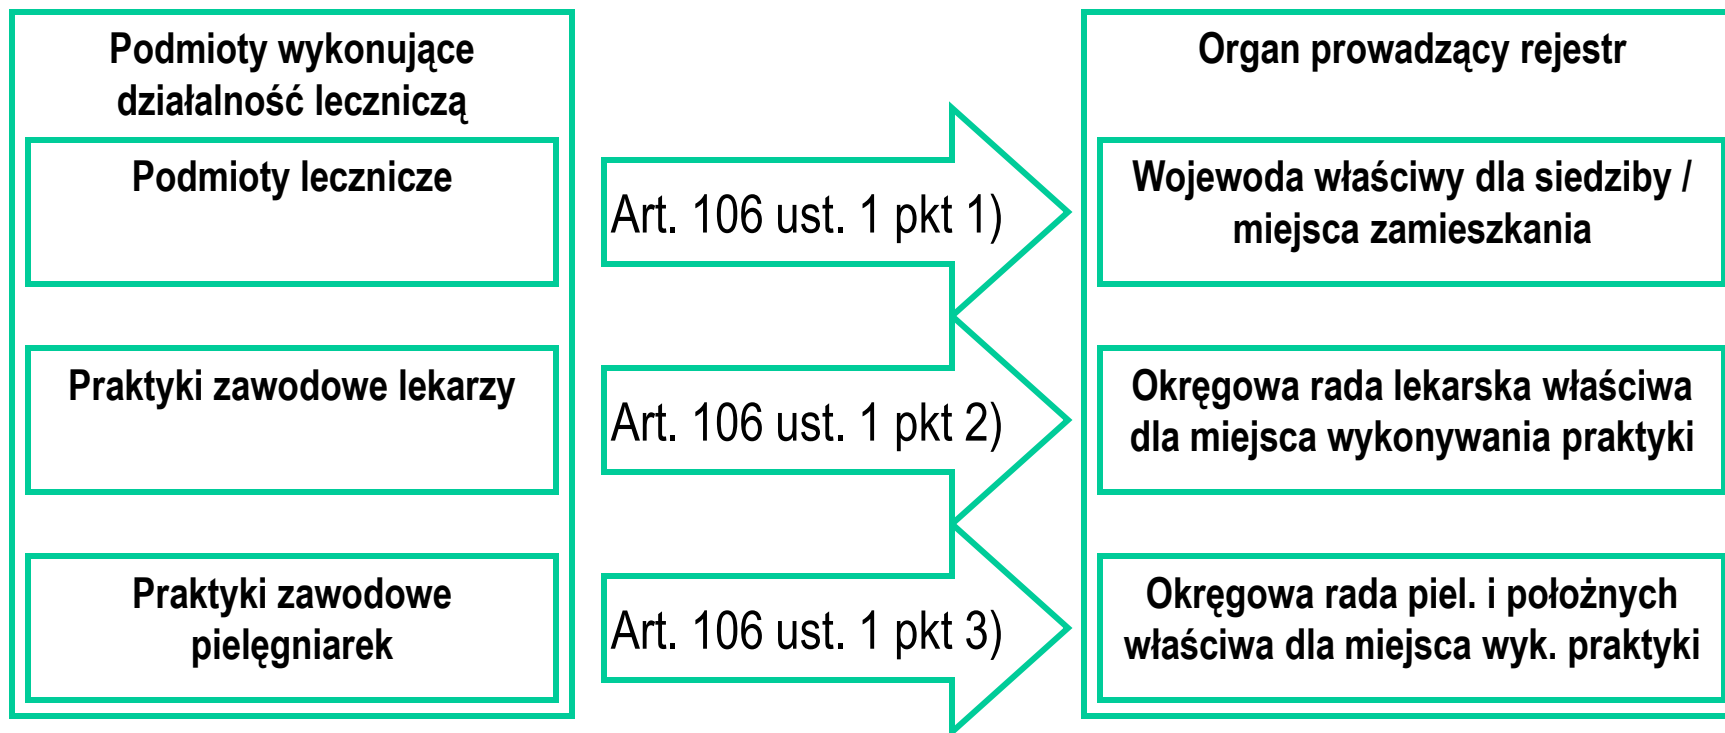 Podmioty wykonujące
działalność leczniczą
Organ prowadzący rejestr
Podmioty lecznicze
Art. 106 ust. 1 pkt 1)
Wojewoda właściwy dla siedziby /
miejsca zamieszkania
Praktyki zawodowe lekarzy
Art. 106 ust. 1 pkt 2)
Okręgowa rada lekarska właściwa
dla miejsca wykonywania praktyki
Praktyki zawodowe
pielęgniarek
Art. 106 ust. 1 pkt 3)
Okręgowa rada piel. i położnych
właściwa dla miejsca wyk. praktyki